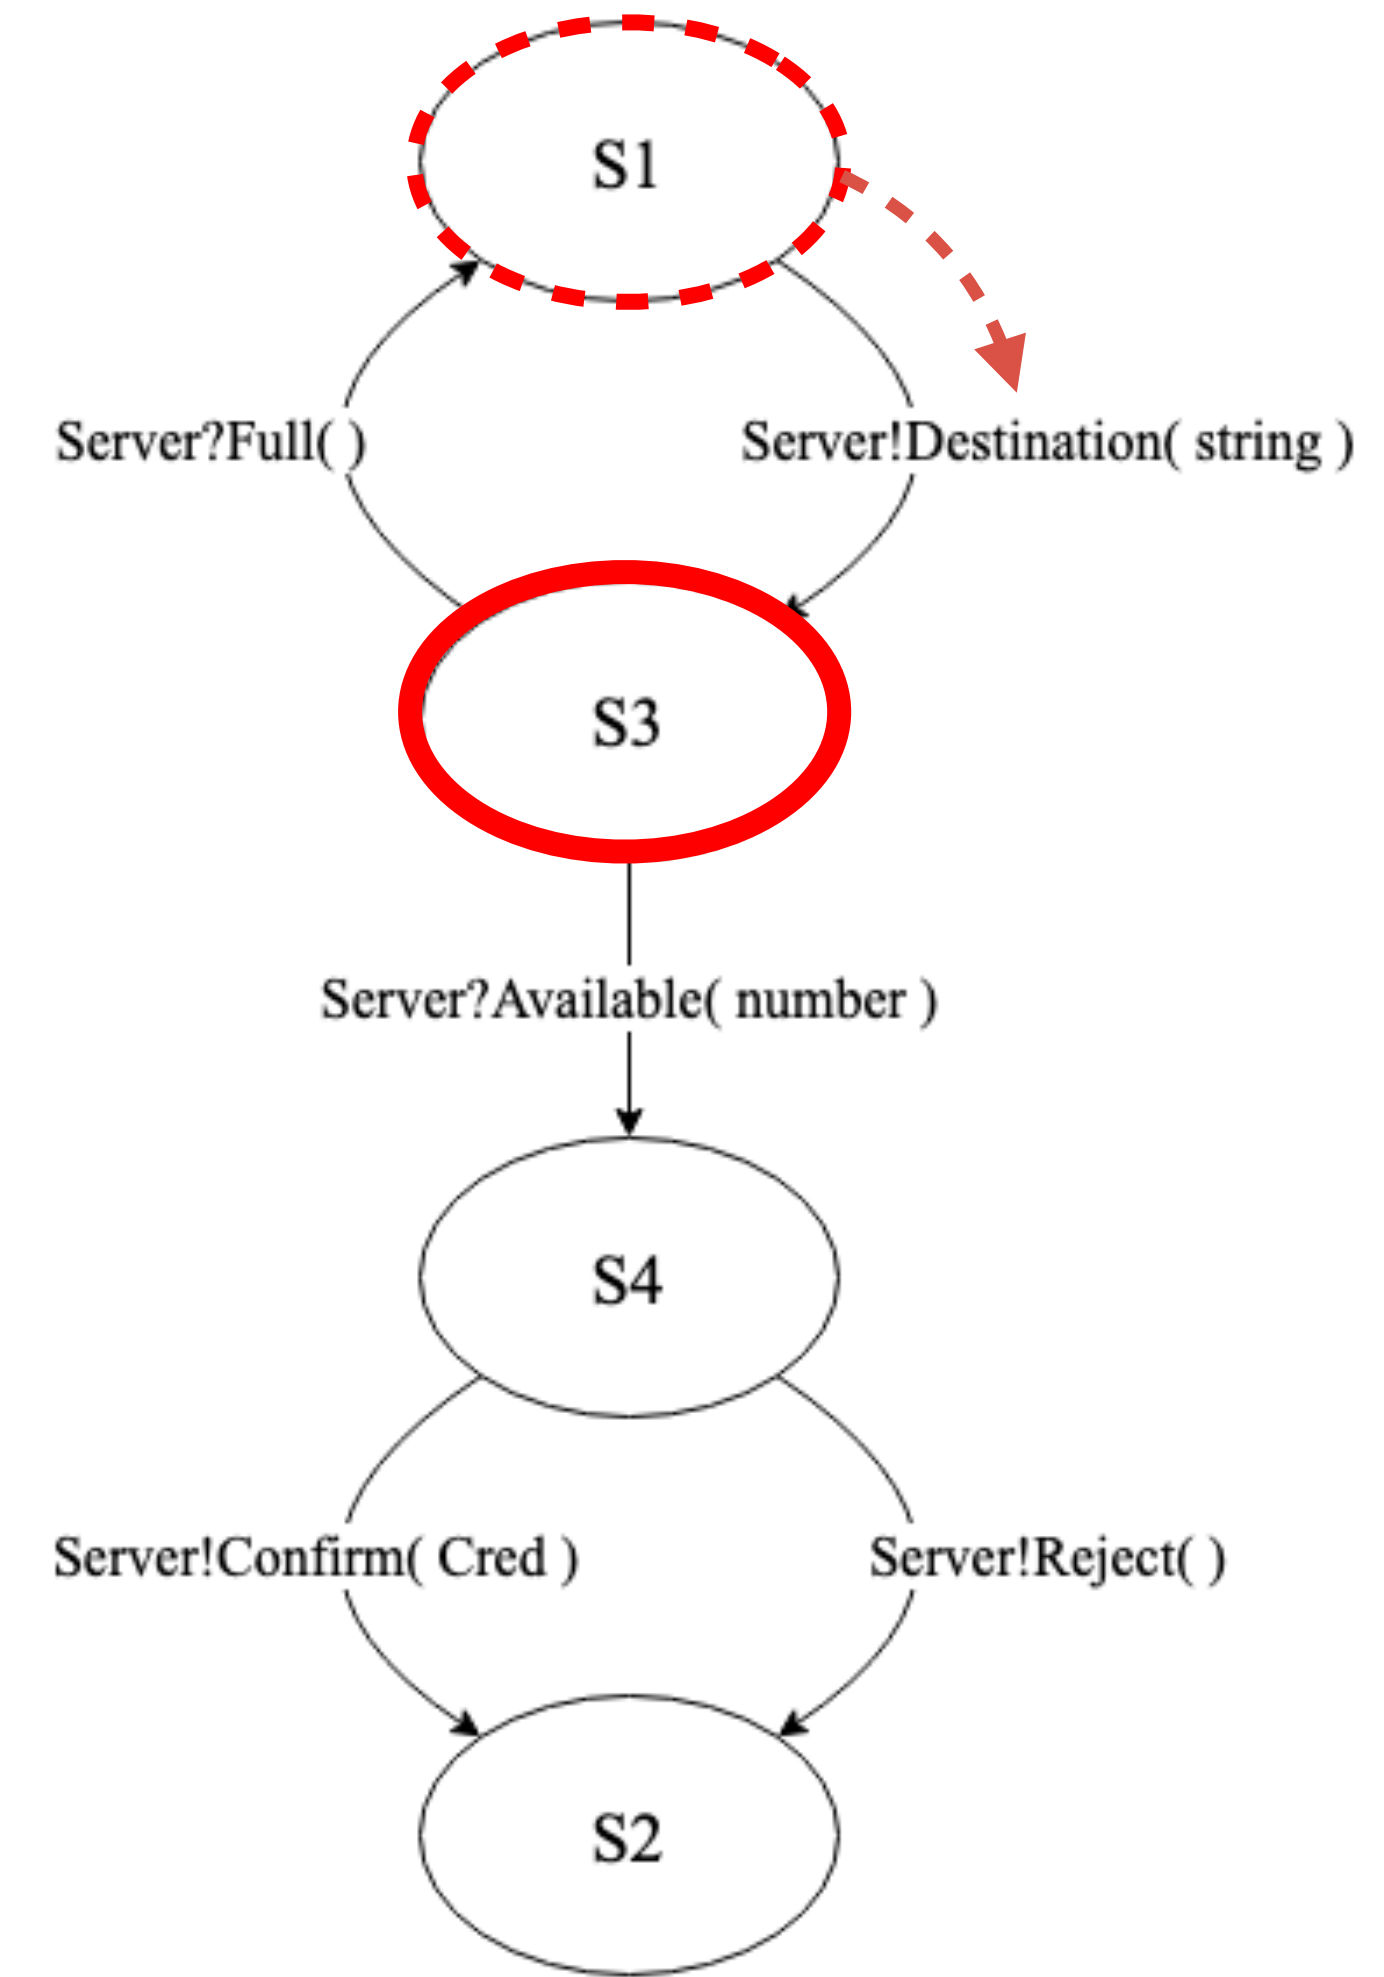 S1
Server?Full( )
Server!Destination( string )
S3
Server?Available( number )
S4
Server!Confirm( Cred )
Server!Reject( )
S2